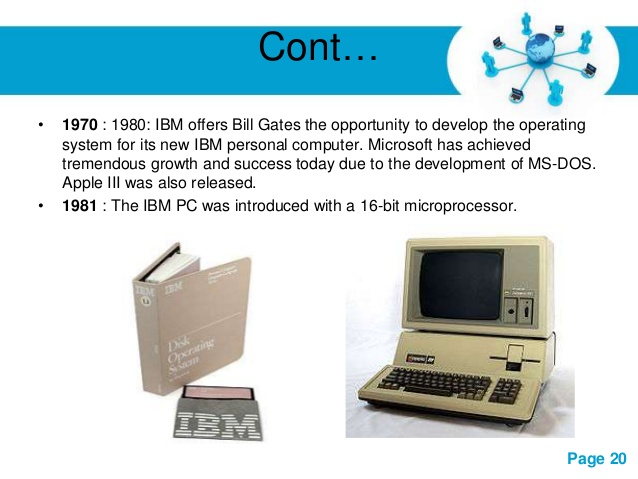 Cont…
• 1970 : 1980: IBM offers Bill Gates the opportunity to develop the operating
system for its new IBM personal computer. Microsoft has achieved
tremendous growth and success today due to the development of MS-DOS.
Apple III was also released.
• 1981 : The IBM PC was introduced with a 16-bit microprocessor.
IBM
IBM
Disk
Operating
System
IBM
Page 20